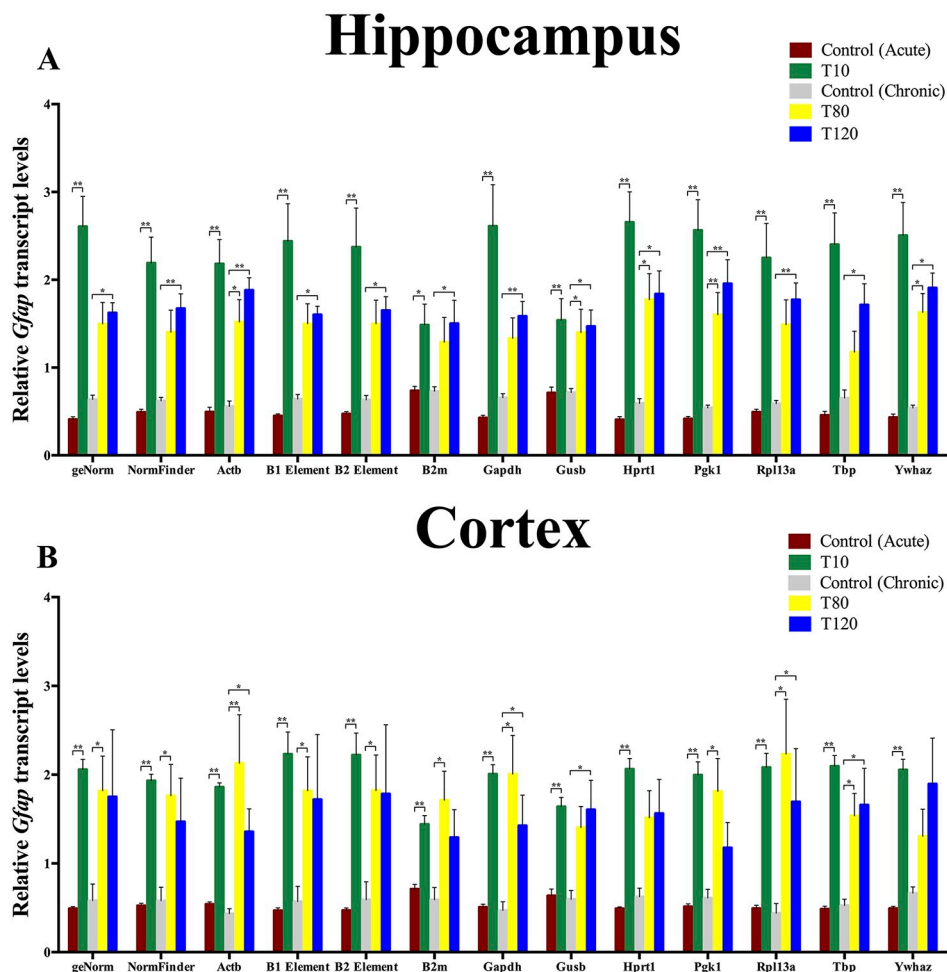 Hippocampus
A
Control (Acute)
T10
Control (Chronic)
T80
T120
Relative Gfap transcript levels
4
3
2
1
0
** * ** ** ** * ** ** * ** * ** * * * ** ** ** * * ** * * ** ** ** ** ** ** * ** * *
geNorm NormFinder Actb B1 Element B2 Element B2m Gapdh Gusb Hprt1 Pgk1 Rpl13a Tbp Ywhaz
Cortex
B
Control (Acute)
T10
Control (Chronic)
T80
T120
Relative Gfap transcript levels
4
3
2
1
0
** * ** * ** ** * ** * ** * ** * ** * * ** * ** ** * ** * * ** * * **
geNorm NormFinder Actb B1 Element B2 Element B2m Gapdh Gusb Hprt1 Pgk1 Rpl13a Tbp Ywhaz